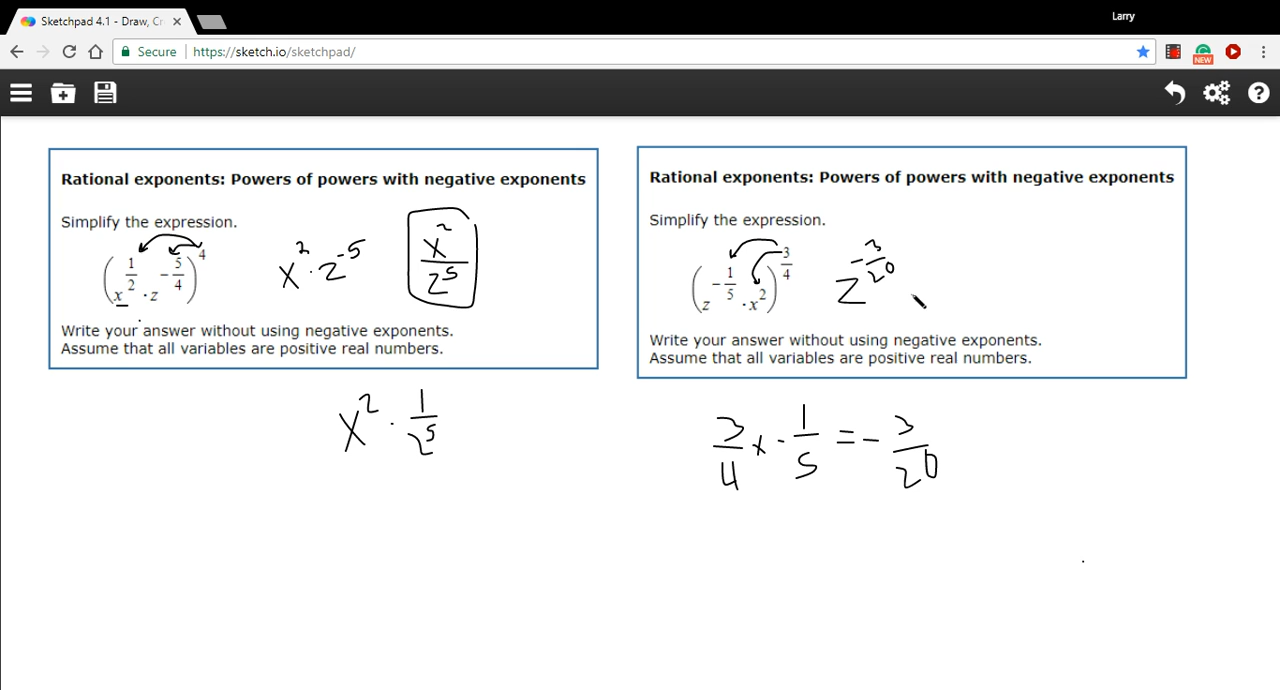 Larry
Sketchpad 4.1 - Draw, Cr
Secure https://sketch.io/sketchpad/
NEW
Rational exponents: Powers of powers with negative exponents
Simplify the expression.
(x^(1/2) · z^(-5/4))^4
x^2 · z^-5
x^2/z^5
Write your answer without using negative exponents.
Assume that all variables are positive real numbers.
x^2 · 1/z^5
Rational exponents: Powers of powers with negative exponents
Simplify the expression.
(z^(-1/5) · x^2)^(3/4)
z^(-3/20)
Write your answer without using negative exponents.
Assume that all variables are positive real numbers.
3/4 x -1/5 = -3/20